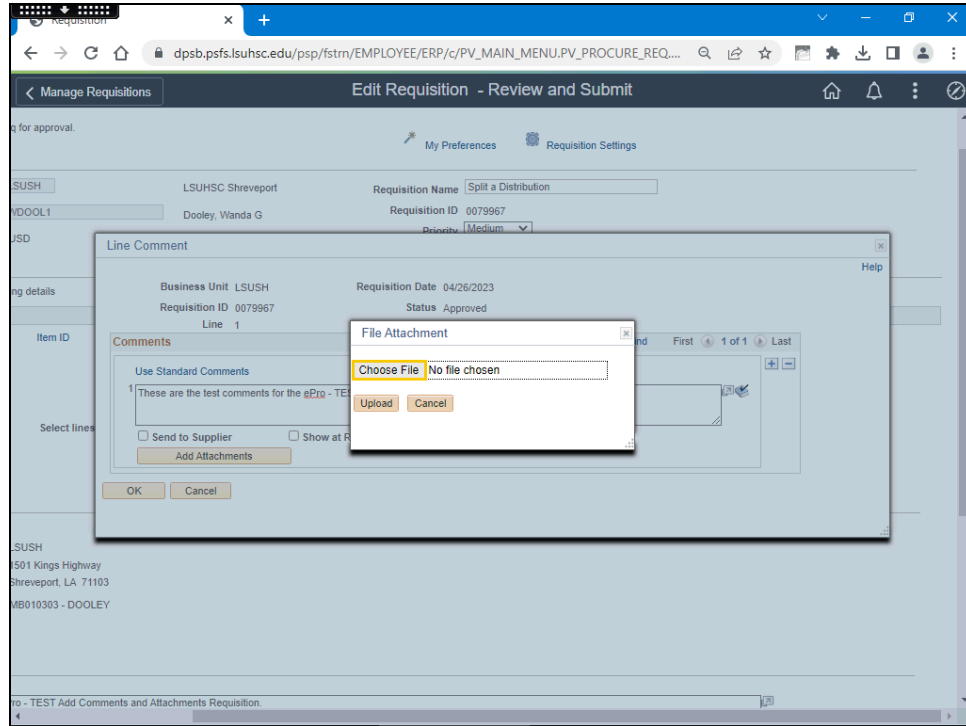 Requisition
dpsb.psfs.lsuhsc.edu/psp/fstrn/EMPLOYEE/ERP/c/PV_MAIN_MENU.PV_PROCURE_REQ....
Manage Requisitions
Edit Requisition - Review and Submit
q for approval.
My Preferences
Requisition Settings
LSUSH
LSUHSC Shreveport
Requisition Name Split a Distribution
WDOOL1
Dooley, Wanda G
Requisition ID 0079967
USD
Priority Medium
Line Comment
Help
ng details
Business Unit LSUSH
Requisition Date 04/26/2023
Requisition ID 0079967
Status Approved
Line 1
Item ID
Comments
File Attachment
nd
First 1 of 1 Last
Use Standard Comments
Choose File No file chosen
1 These are the test comments for the ePro - TES
Upload Cancel
Select lines
Send to Supplier
Show at R
Add Attachments
OK Cancel
LSUSH
1501 Kings Highway
Shreveport, LA 71103
MB010303 - DOOLEY
ro - TEST Add Comments and Attachments Requisition.